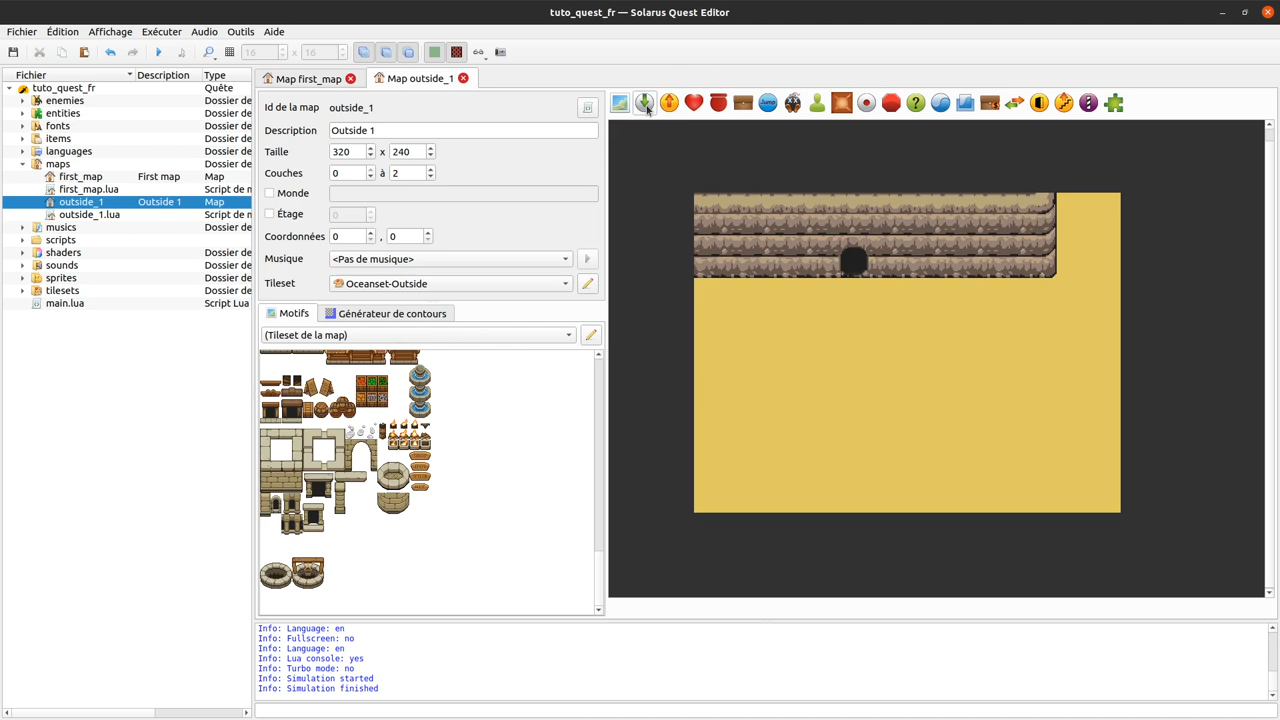 tuto_quest_fr — Solarus Quest Editor
Fichier Édition Affichage Exécuter Audio Outils Aide
16 x 16
Fichier Description Type
tuto_quest_fr Quête
enemies Dossier de
entities Dossier de
fonts Dossier de
items Dossier de
languages Dossier de
maps Dossier de
first_map First map Map
first_map.lua Script de m
outside_1 Outside 1 Map
outside_1.lua Script de m
musics Dossier de
scripts Dossier de
shaders Dossier de
sounds Dossier de
sprites Dossier de
tilesets Dossier de
main.lua Script Lua
Map first_map Map outside_1
Id de la map outside_1
Description Outside 1
Taille 320 x 240
Couches 0 à 2
Monde
Étage 0
Coordonnées 0 , 0
Musique <Pas de musique>
Tileset Oceanset-Outside
Motifs Générateur de contours
(Tileset de la map)
Jump
?
Info: Language: en
Info: Fullscreen: no
Info: Language: en
Info: Lua console: yes
Info: Turbo mode: no
Info: Simulation started
Info: Simulation finished